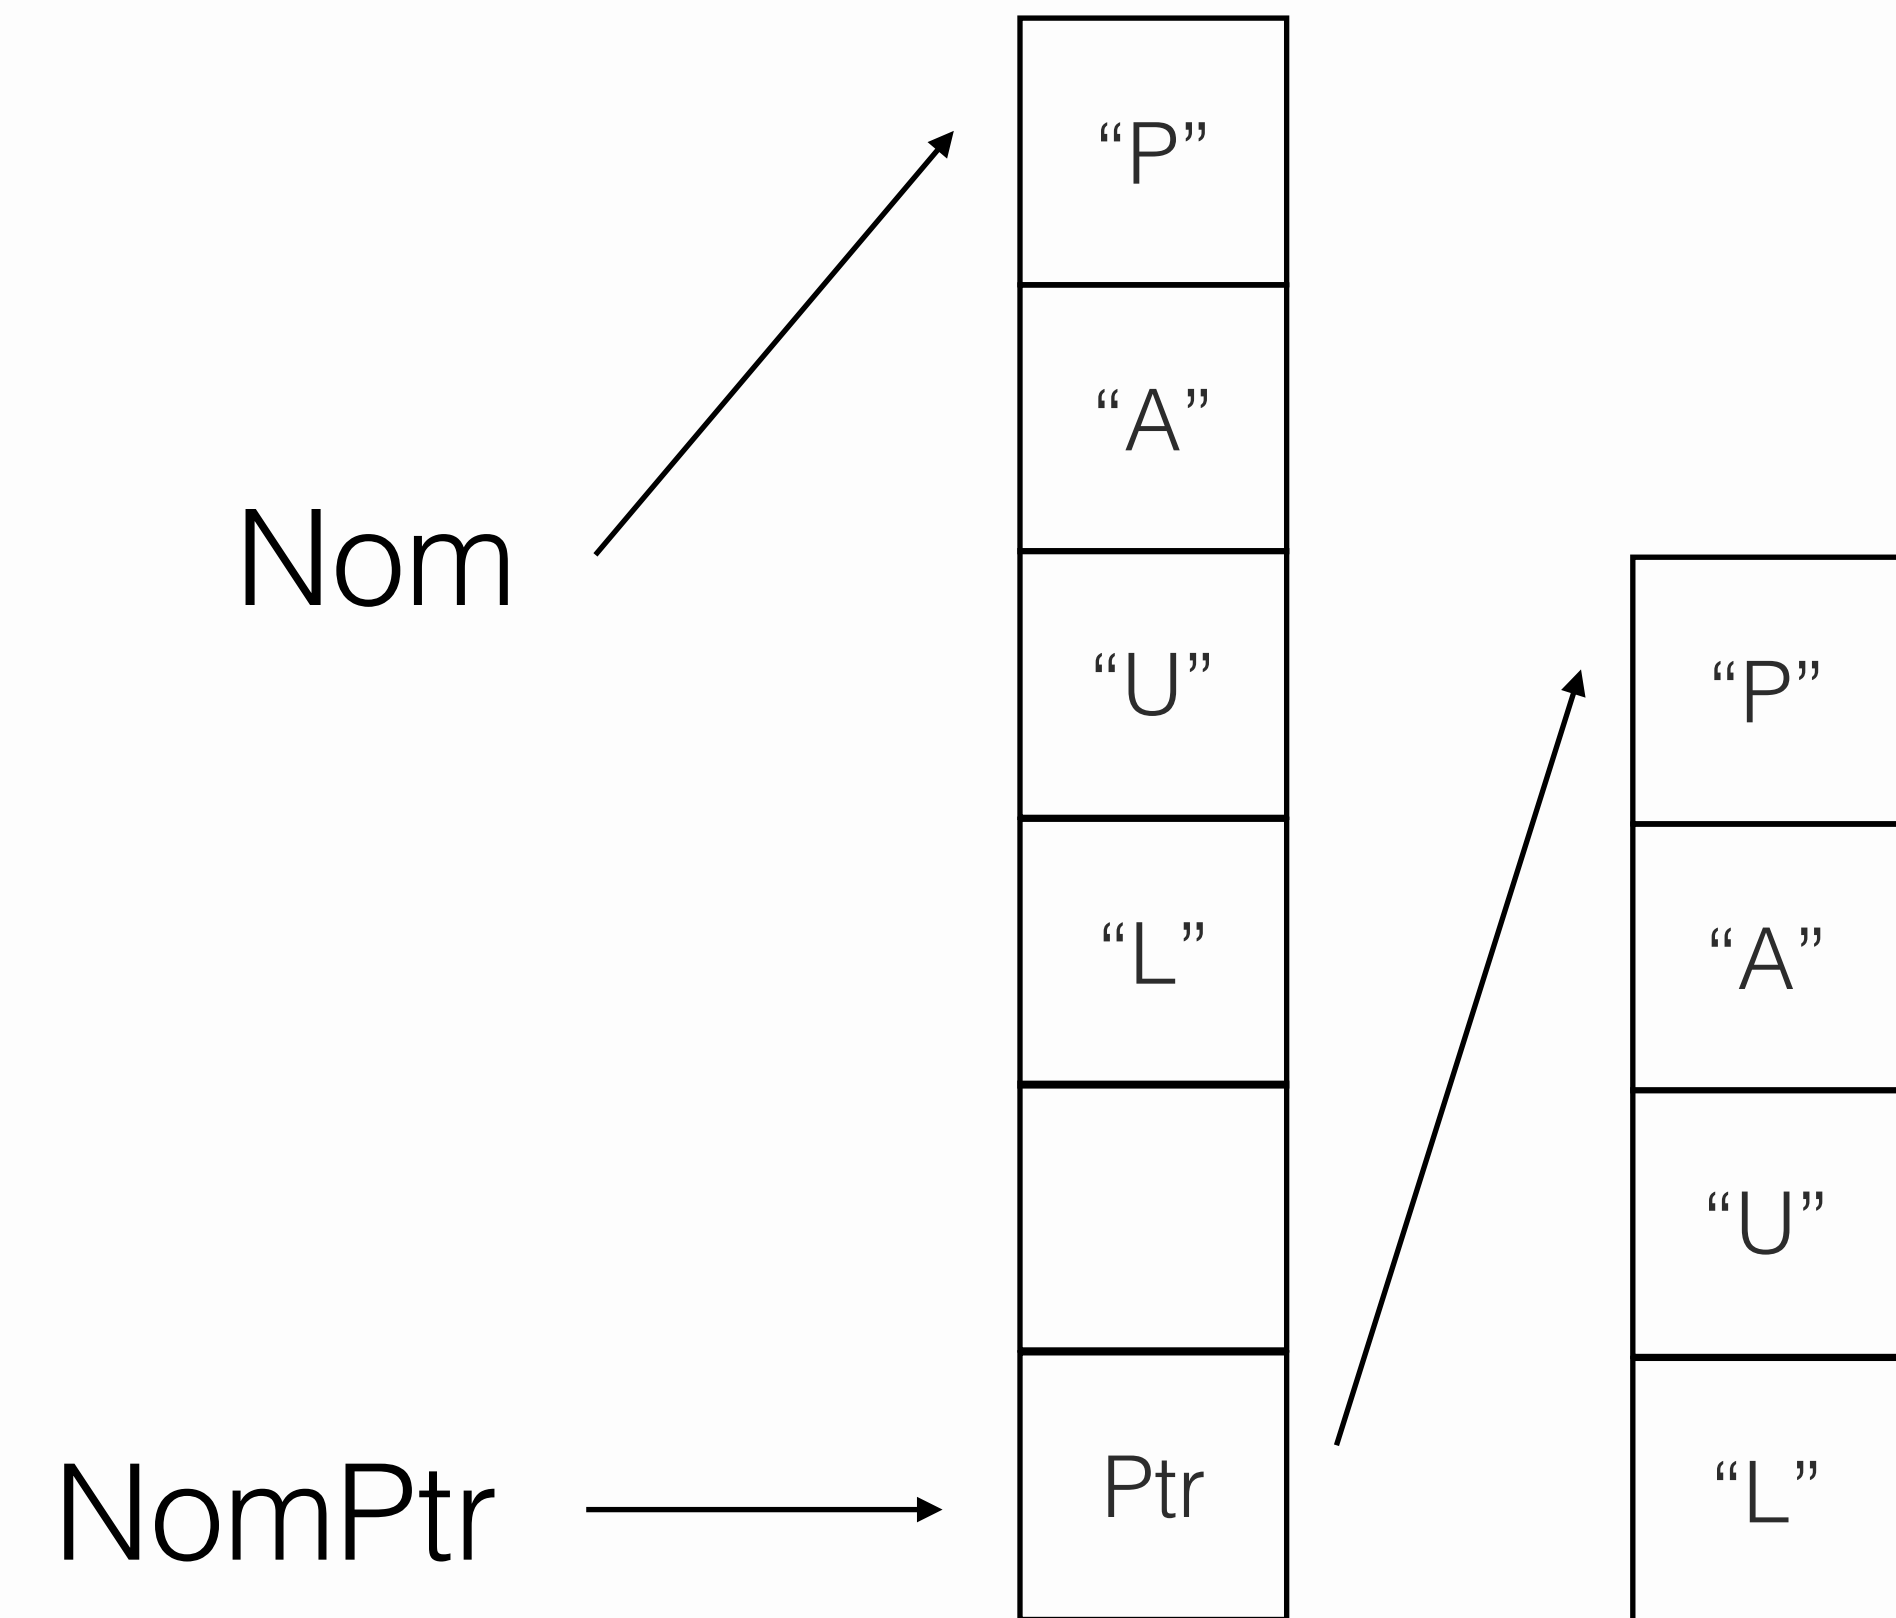 Nom
NomPtr
“P”
“A”
“U”
“L”
Ptr
“P”
“A”
“U”
“L”